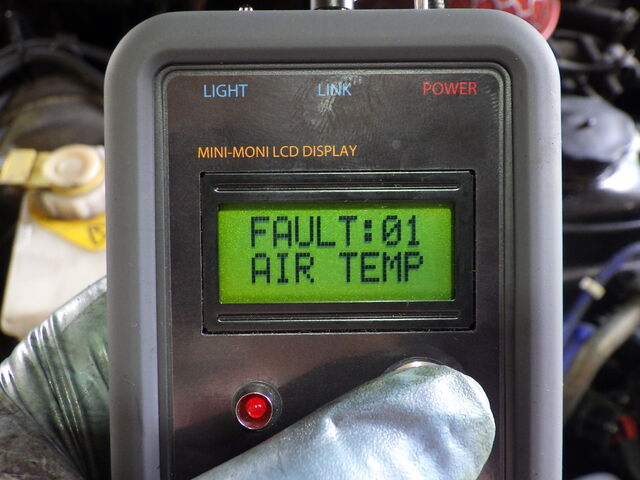 LIGHT LINK POWER
MINI-MONI LCD DISPLAY
FAULT:01
AIR TEMP